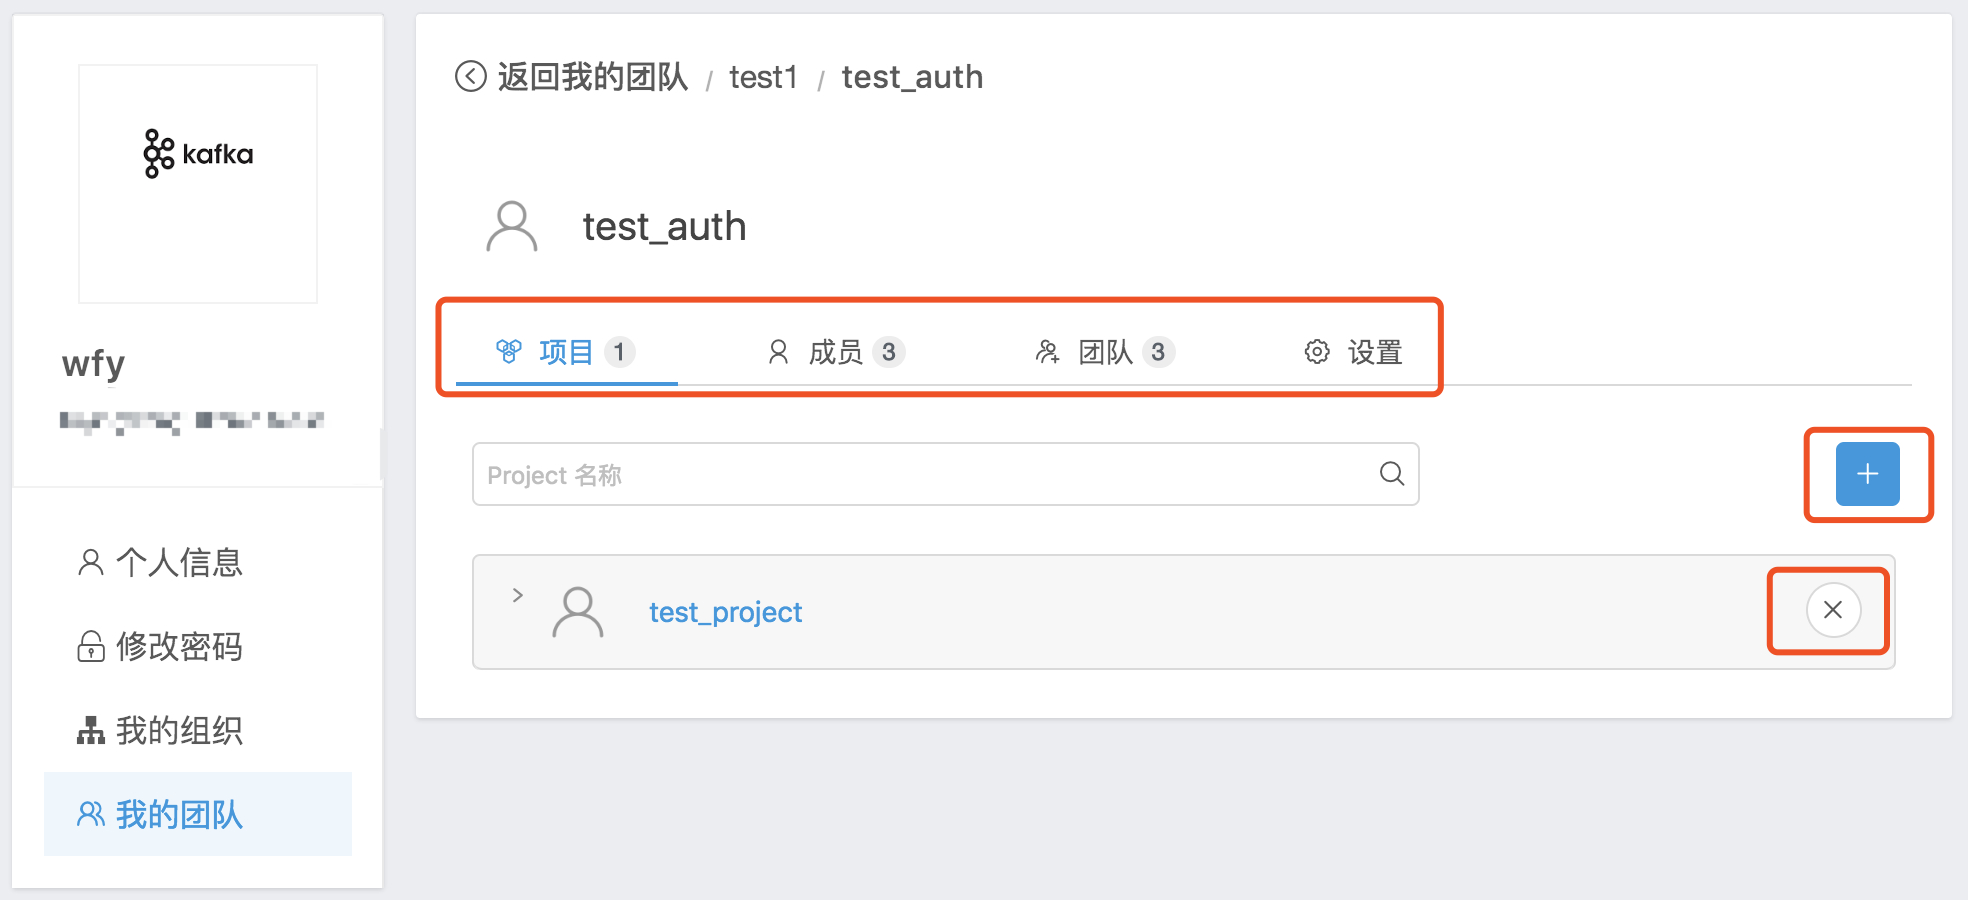 kafka
wfy
个人信息
修改密码
我的组织
我的团队
返回我的团队 / test1 / test_auth
test_auth
项目 1 成员 3 团队 3 设置
Project 名称
test_project